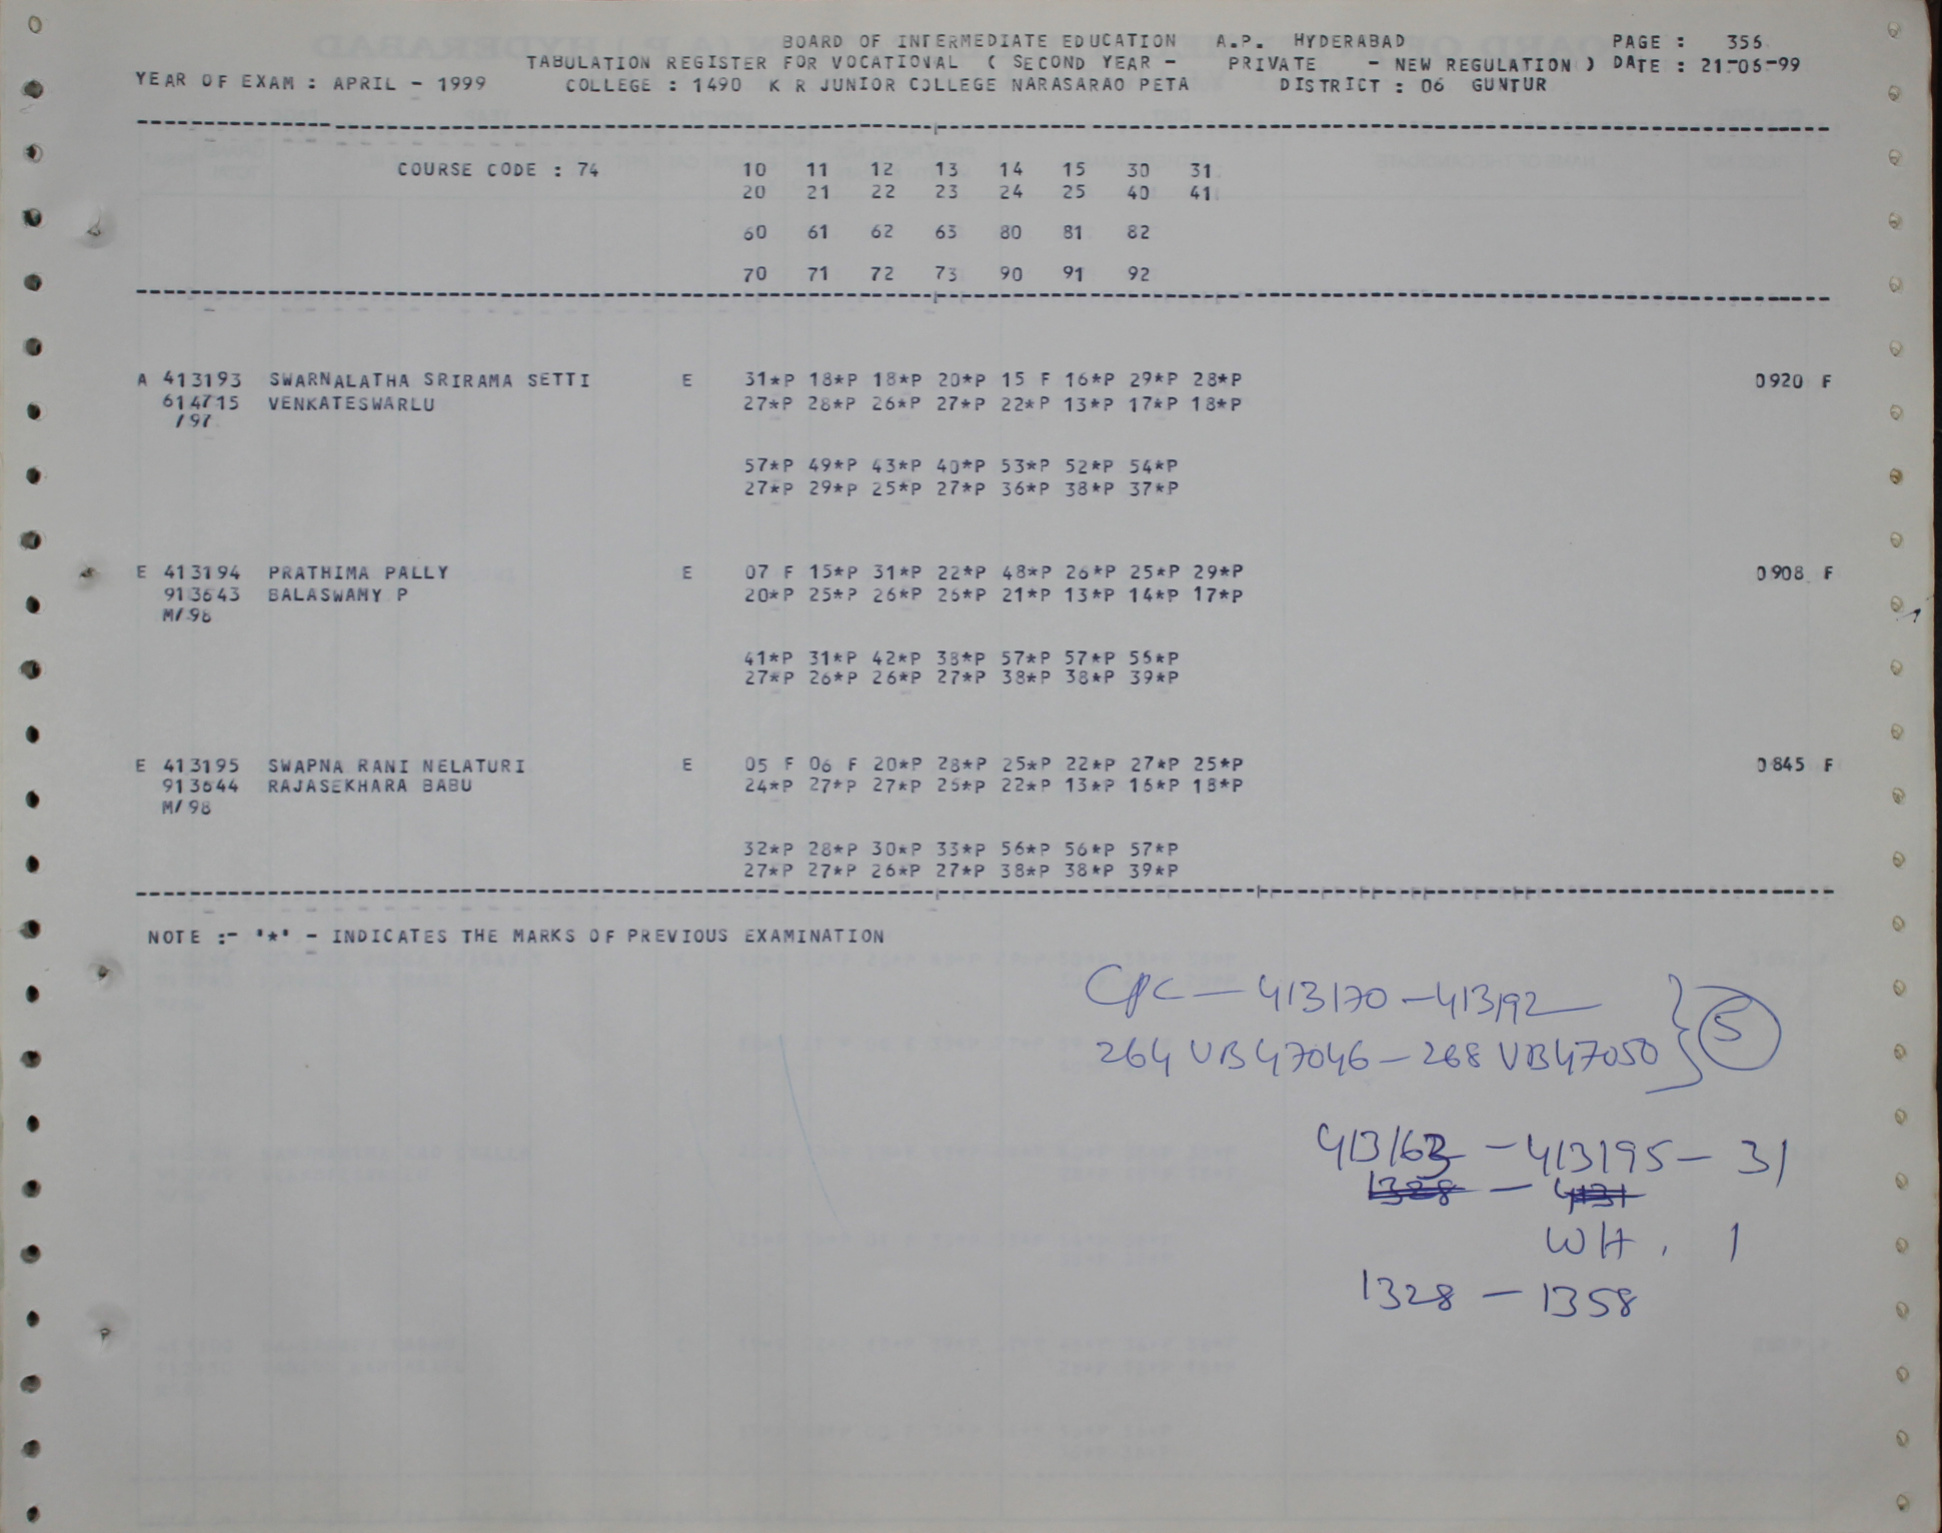 BOARD OF INTERMEDIATE EDUCATION A.P. HYDERABAD PAGE : 356
TABULATION REGISTER FOR VOCATIONAL ( SECOND YEAR - PRIVATE - NEW REGULATION ) DATE : 21-06-99
YEAR OF EXAM : APRIL - 1999 COLLEGE : 1490 K R JUNIOR COLLEGE NARASARAO PETA DISTRICT : 06 GUNTUR
COURSE CODE : 74 10 11 12 13 14 15 30 31
20 21 22 23 24 25 40 41
60 61 62 63 80 81 82
70 71 72 73 90 91 92
A 413193 SWARNALATHA SRIRAMA SETTI E 31*P 18*P 18*P 20*P 15 F 16*P 29*P 28*P 0920 F
614715 VENKATESWARLU 27*P 28*P 26*P 27*P 22*P 13*P 17*P 18*P
/97
57*P 49*P 43*P 40*P 53*P 52*P 54*P
27*P 29*P 25*P 27*P 36*P 38*P 37*P
E 413194 PRATHIMA PALLY E 07 F 15*P 31*P 22*P 48*P 26*P 25*P 29*P 0908 F
913643 BALASWAMY P 20*P 25*P 26*P 26*P 21*P 13*P 14*P 17*P
M/98
41*P 31*P 42*P 38*P 57*P 57*P 56*P
27*P 26*P 26*P 27*P 38*P 38*P 39*P
E 413195 SWAPNA RANI NELATURI E 05 F 06 F 20*P 28*P 25*P 22*P 27*P 25*P 0845 F
913644 RAJASEKHARA BABU 24*P 27*P 27*P 26*P 22*P 13*P 16*P 18*P
M/98
32*P 28*P 30*P 33*P 56*P 56*P 57*P
27*P 27*P 26*P 27*P 38*P 38*P 39*P
NOTE :- '*' - INDICATES THE MARKS OF PREVIOUS EXAMINATION
CPC - 413170 - 413192
264 VB47046 - 268 VB47050 } 5
413163 - 413195 - 31
1328 - 4131
WH. 1
1328 - 1358